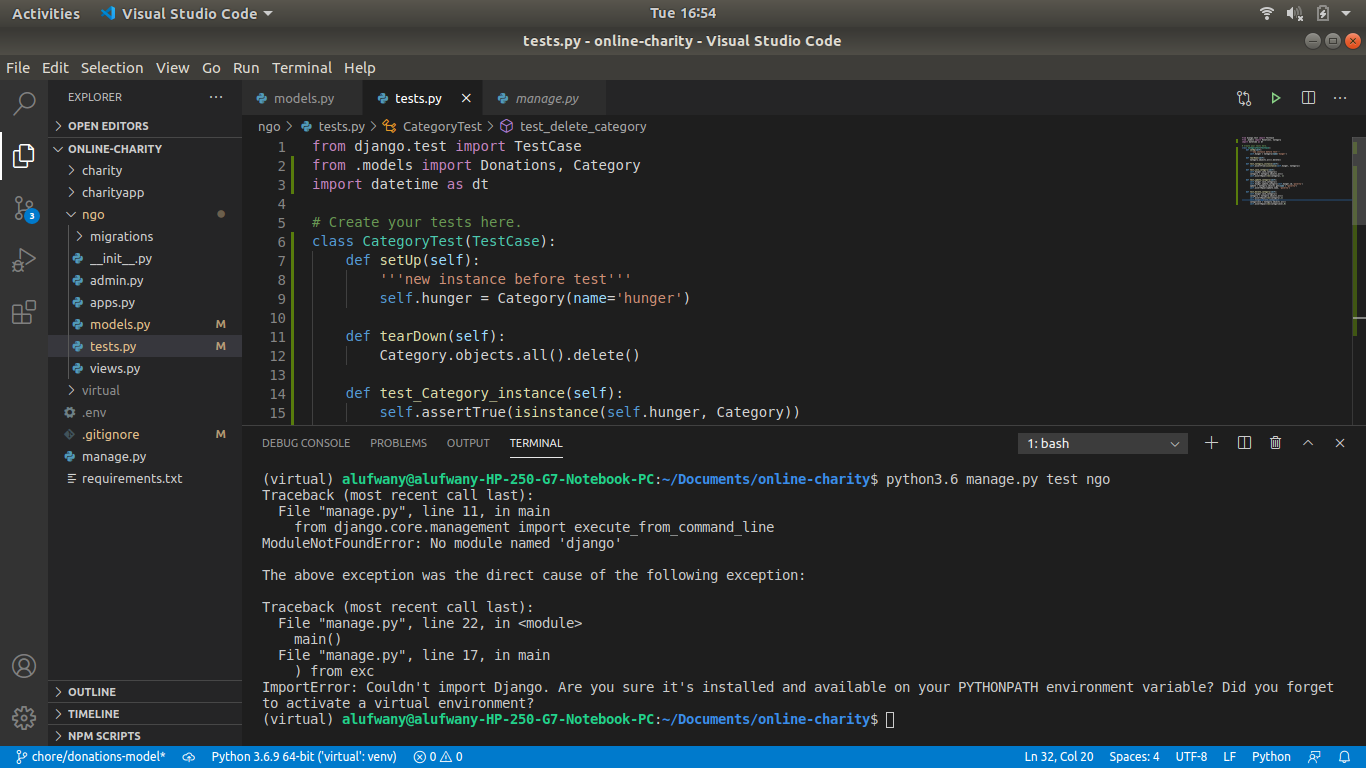 Activities Visual Studio Code Tue 16:54
tests.py - online-charity - Visual Studio Code
File Edit Selection View Go Run Terminal Help
EXPLORER
OPEN EDITORS
ONLINE-CHARITY
charity
charityapp
ngo
migrations
__init__.py
admin.py
apps.py
models.py M
tests.py M
views.py
virtual
.env
.gitignore M
manage.py
requirements.txt
OUTLINE
TIMELINE
NPM SCRIPTS
3
models.py tests.py manage.py
ngo > tests.py > CategoryTest > test_delete_category
1 from django.test import TestCase
2 from .models import Donations, Category
3 import datetime as dt
4
5 # Create your tests here.
6 class CategoryTest(TestCase):
7 def setUp(self):
8 '''new instance before test'''
9 self.hunger = Category(name='hunger')
10
11 def tearDown(self):
12 Category.objects.all().delete()
13
14 def test_Category_instance(self):
15 self.assertTrue(isinstance(self.hunger, Category))
DEBUG CONSOLE PROBLEMS OUTPUT TERMINAL 1: bash
(virtual) alufwany@alufwany-HP-250-G7-Notebook-PC:~/Documents/online-charity$ python3.6 manage.py test ngo
Traceback (most recent call last):
File "manage.py", line 11, in main
from django.core.management import execute_from_command_line
ModuleNotFoundError: No module named 'django'
The above exception was the direct cause of the following exception:
Traceback (most recent call last):
File "manage.py", line 22, in <module>
main()
File "manage.py", line 17, in main
) from exc
ImportError: Couldn't import Django. Are you sure it's installed and available on your PYTHONPATH environment variable? Did you forget
to activate a virtual environment?
(virtual) alufwany@alufwany-HP-250-G7-Notebook-PC:~/Documents/online-charity$
chore/donations-model* Python 3.6.9 64-bit ('virtual': venv) 0 0 Ln 32, Col 20 Spaces: 4 UTF-8 LF Python